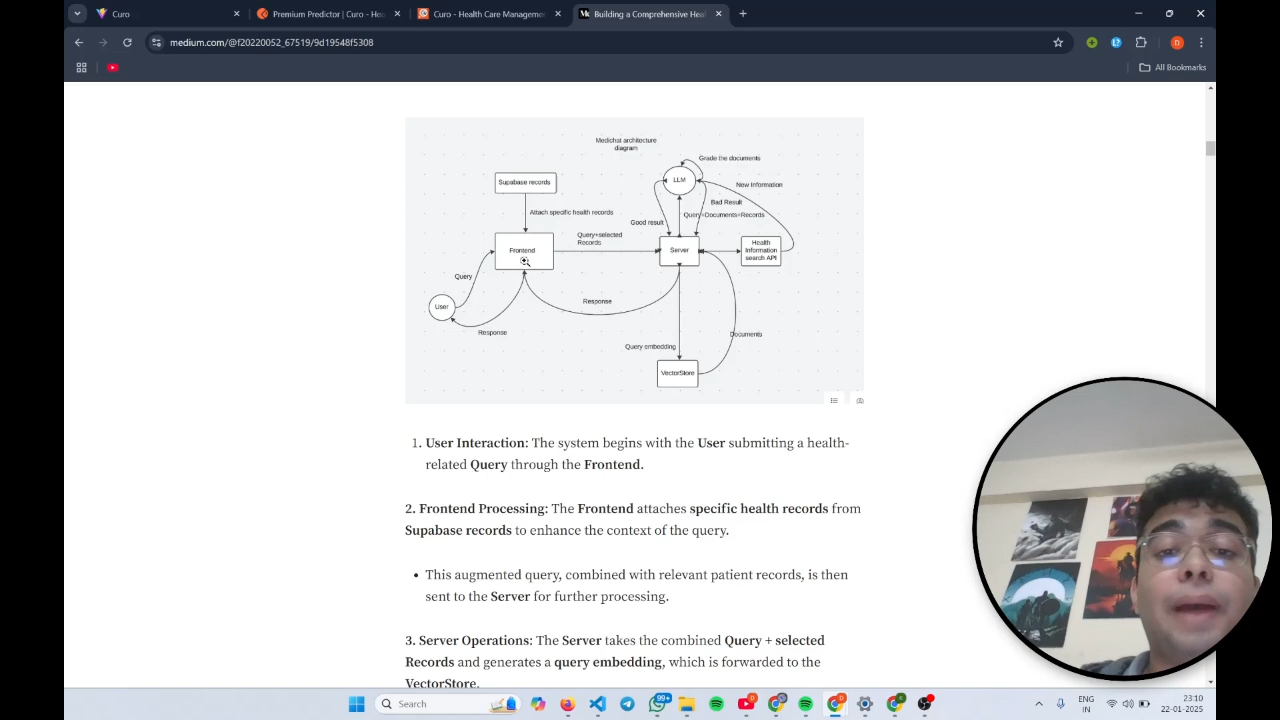 Curo
Premium Predictor | Curo - Hea
Curo - Health Care Managemen
Building a Comprehensive Heal
medium.com/@f20220052_67519/9d19548f5308
All Bookmarks
Medichat architecture
diagram
Grade the documents
LLM
Supabase records
New Information
Bad Result
Attach specific health records
Query+Documents+Records
Good result
Query+selected
Records
Frontend
Server
Health
Information
search API
Query
User
Response
Response
Documents
Query embedding
VectorStore
1. User Interaction: The system begins with the User submitting a health-
related Query through the Frontend.
2. Frontend Processing: The Frontend attaches specific health records from
Supabase records to enhance the context of the query.
• This augmented query, combined with relevant patient records, is then
sent to the Server for further processing.
3. Server Operations: The Server takes the combined Query + selected
Records and generates a query embedding, which is forwarded to the
VectorStore.
Search
99+
ENG
IN
23:10
22-01-2025